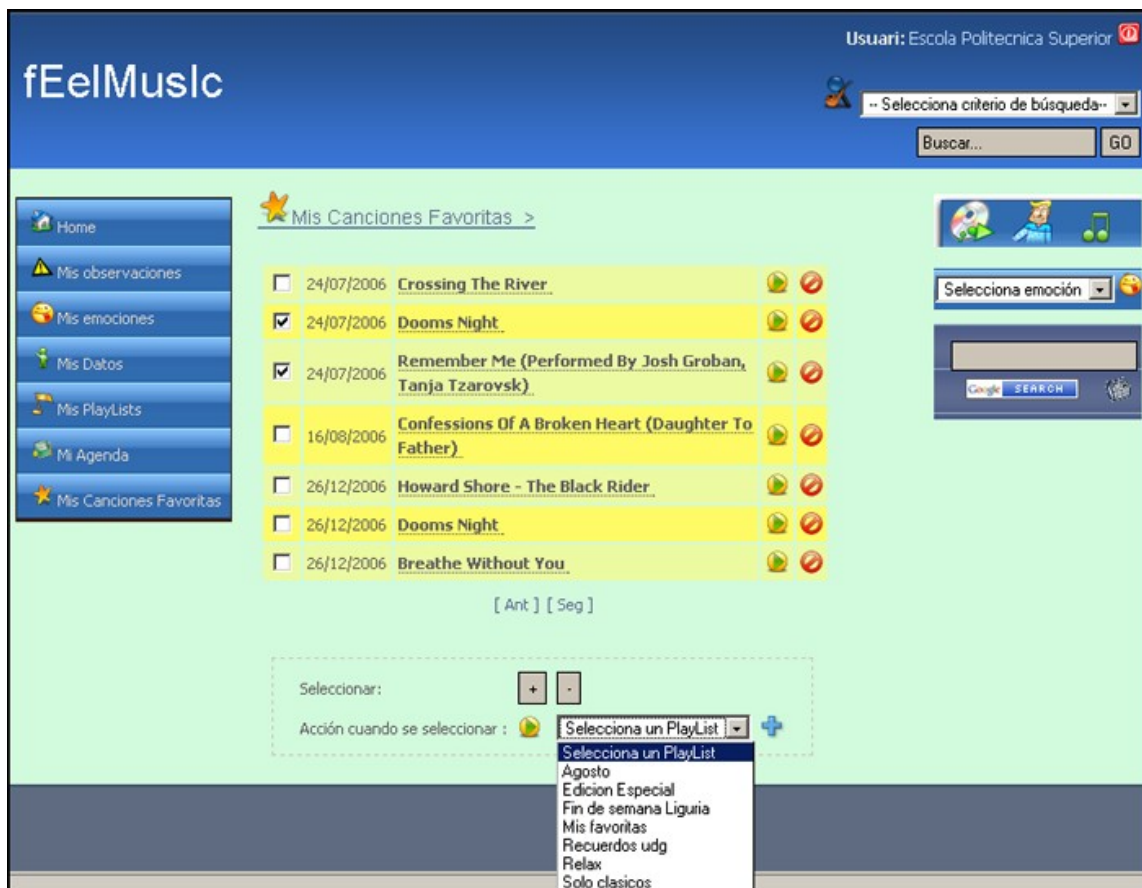 Usuari: Escola Politecnica Superior
fEelMusIc
-- Selecciona criterio de búsqueda--
Buscar... GO
Home
Mis observaciones
Mis emociones
Mis Datos
Mis PlayLists
Mi Agenda
Mis Canciones Favoritas
Mis Canciones Favoritas >
24/07/2006 Crossing The River
24/07/2006 Dooms Night
24/07/2006 Remember Me (Performed By Josh Groban,
Tanja Tzarovsk)
16/08/2006 Confessions Of A Broken Heart (Daughter To
Father)
26/12/2006 Howard Shore - The Black Rider
26/12/2006 Dooms Night
26/12/2006 Breathe Without You
[ Ant ] [ Seg ]
Selecciona emoción
Google SEARCH
Seleccionar: + -
Acción cuando se seleccionar : Selecciona un PlayList
Selecciona un PlayList
Agosto
Edicion Especial
Fin de semana Liguria
Mis favoritas
Recuerdos udg
Relax
Solo clasicos